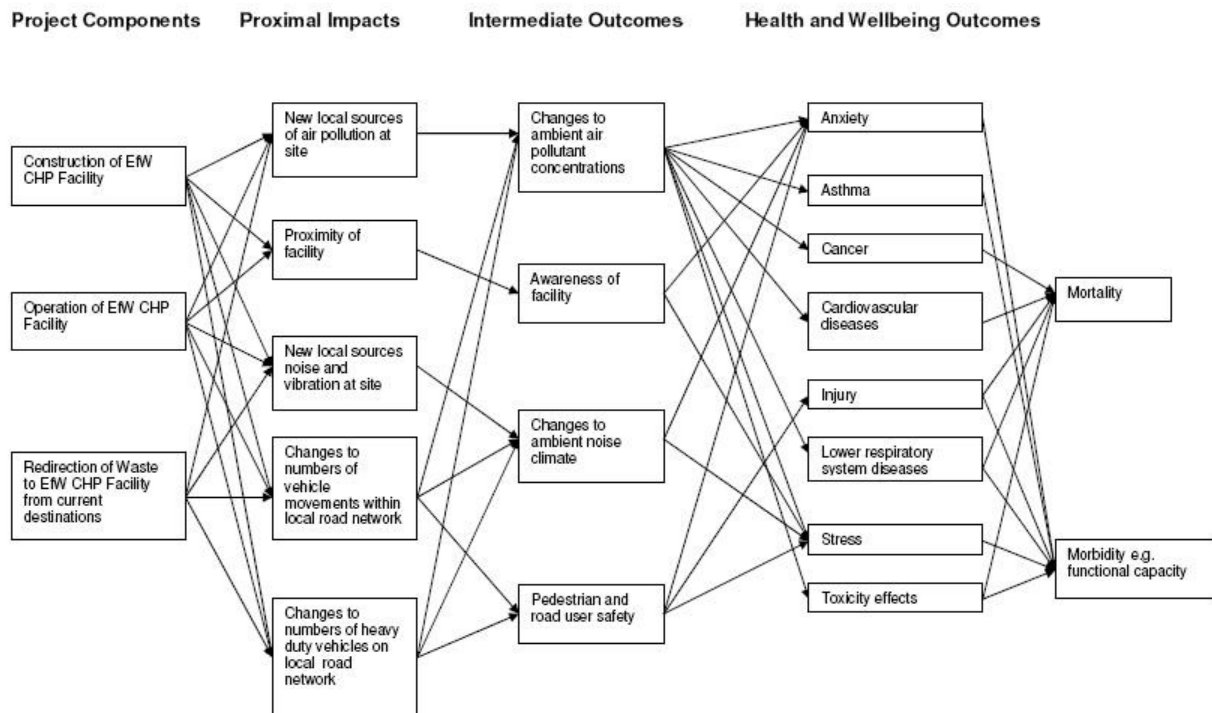 Project Components
Proximal Impacts
Intermediate Outcomes
Health and Wellbeing Outcomes
Construction of EfW
CHP Facility
Operation of EfW CHP
Facility
Redirection of Waste
to EfW CHP Facility
from current
destinations
New local sources
of air pollution at
site
Proximity of
facility
New local sources
noise and
vibration at site
Changes to
numbers of
vehicle
movements within
local road network
Changes to
numbers of heavy
duty vehicles on
local road
network
Changes to
ambient air
pollutant
concentrations
Awareness of
facility
Changes to
ambient noise
climate
Pedestrian and
road user safety
Anxiety
Asthma
Cancer
Cardiovascular
diseases
Injury
Lower respiratory
system diseases
Stress
Toxicity effects
Mortality
Morbidity e.g.
functional capacity